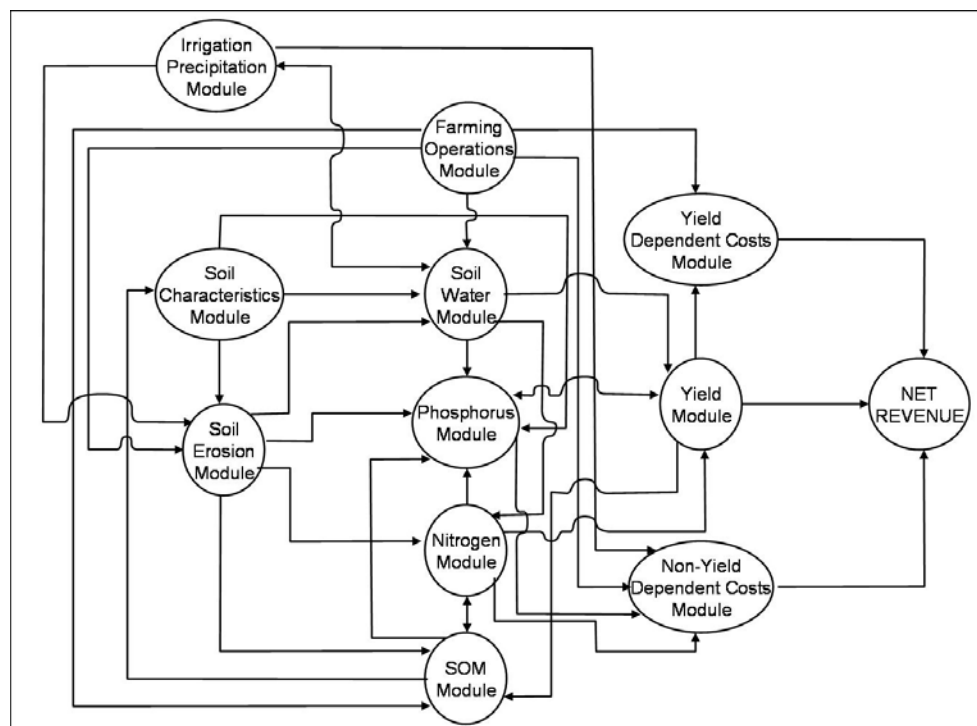 Irrigation
Precipitation
Module
Farming
Operations
Module
Yield
Dependent Costs
Module
Soil
Characteristics
Module
Soil
Water
Module
Phosphorus
Module
Yield
Module
NET
REVENUE
Soil
Erosion
Module
Nitrogen
Module
Non-Yield
Dependent Costs
Module
SOM
Module